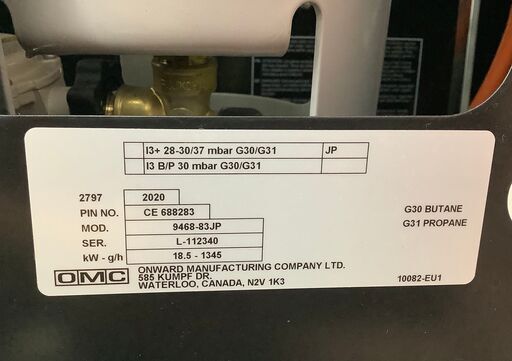 I3+ 28-30/37 mbar G30/G31 JP
I3 B/P 30 mbar G30/G31
2797 2020
PIN NO. CE 688283 G30 BUTANE
MOD. 9468-83JP G31 PROPANE
SER. L-112340
kW - g/h 18.5 - 1345
OMC ONWARD MANUFACTURING COMPANY LTD.
585 KUMPF DR.
WATERLOO, CANADA, N2V 1K3 10082-EU1